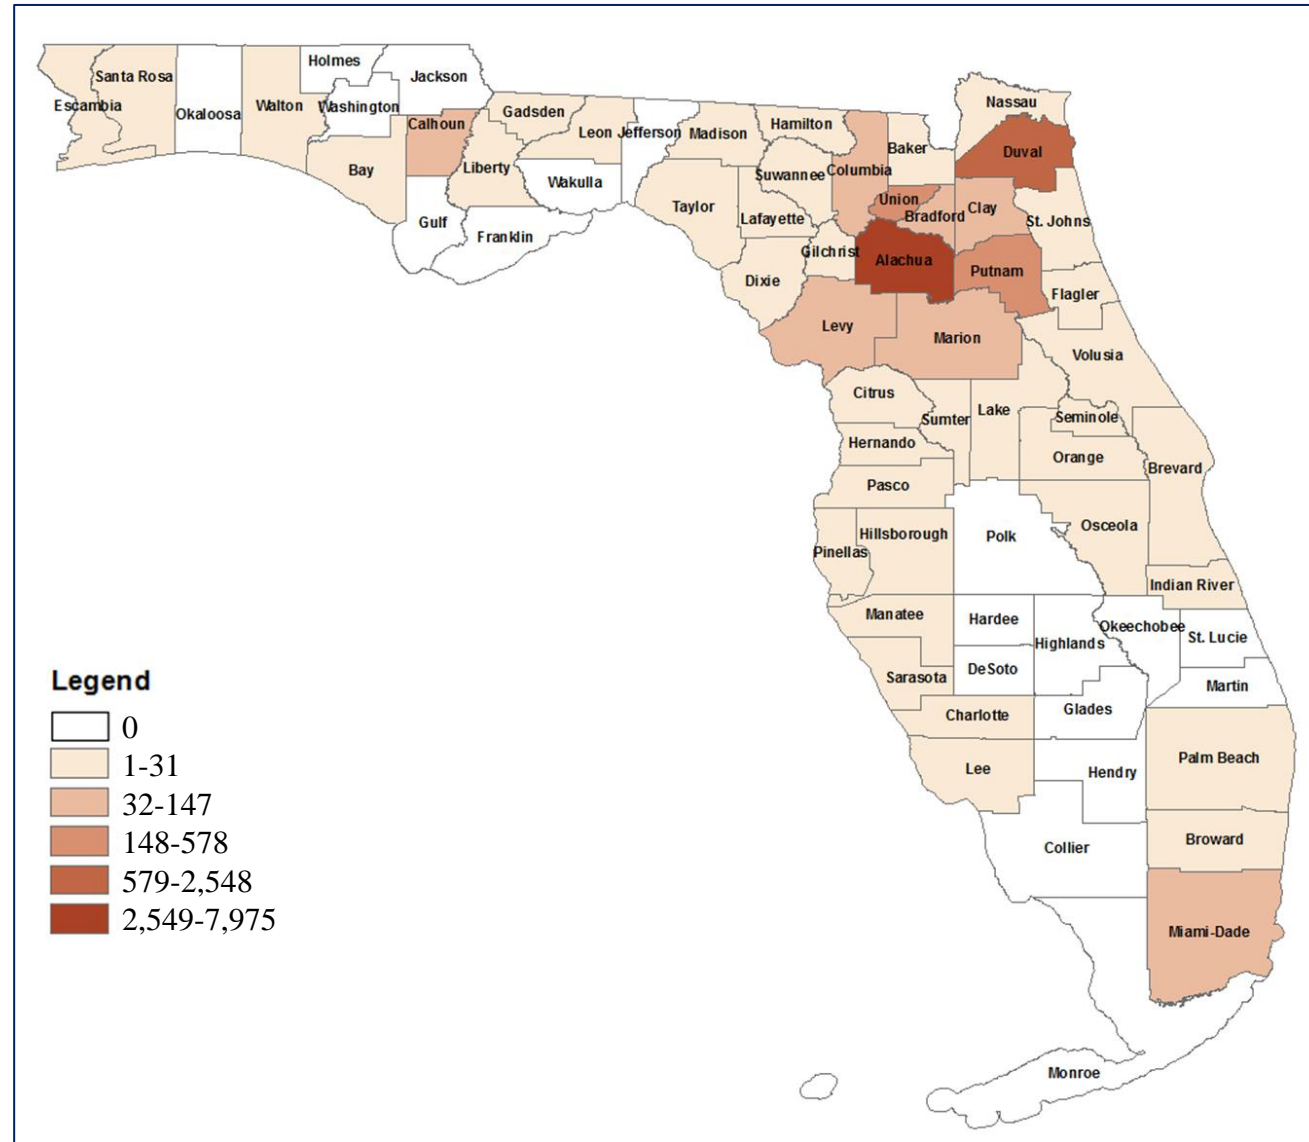 Holmes
Jackson
Santa Rosa
Escambia
Okaloosa
Walton
Washington
Calhoun
Gadsden
Leon
Jefferson
Madison
Hamilton
Nassau
Baker
Duval
Bay
Liberty
Wakulla
Suwannee
Columbia
Union
Bradford
Clay
St. Johns
Gulf
Franklin
Taylor
Lafayette
Gilchrist
Alachua
Putnam
Dixie
Flagler
Levy
Marion
Volusia
Citrus
Sumter
Lake
Seminole
Hernando
Orange
Brevard
Pasco
Pinellas
Hillsborough
Polk
Osceola
Indian River
Manatee
Hardee
Highlands
Okeechobee
St. Lucie
Sarasota
DeSoto
Martin
Charlotte
Glades
Lee
Hendry
Palm Beach
Collier
Broward
Miami-Dade
Monroe
Legend
0
1-31
32-147
148-578
579-2,548
2,549-7,975